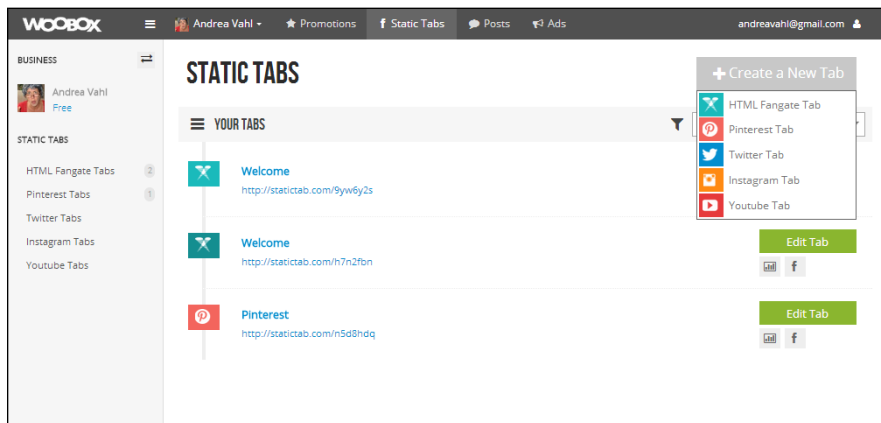 WOOBOX
Andrea Vahl
Promotions
f Static Tabs
Posts
Ads
andreavahl@gmail.com
BUSINESS
Andrea Vahl
Free
STATIC TABS
HTML Fangate Tabs 2
Pinterest Tabs 1
Twitter Tabs
Instagram Tabs
Youtube Tabs
STATIC TABS
+ Create a New Tab
HTML Fangate Tab
Pinterest Tab
Twitter Tab
Instagram Tab
Youtube Tab
YOUR TABS
Welcome
http://statictab.com/9yw6y2s
Welcome
http://statictab.com/h7n2fbn
Edit Tab
f
Pinterest
http://statictab.com/n5d8hdq
Edit Tab
f